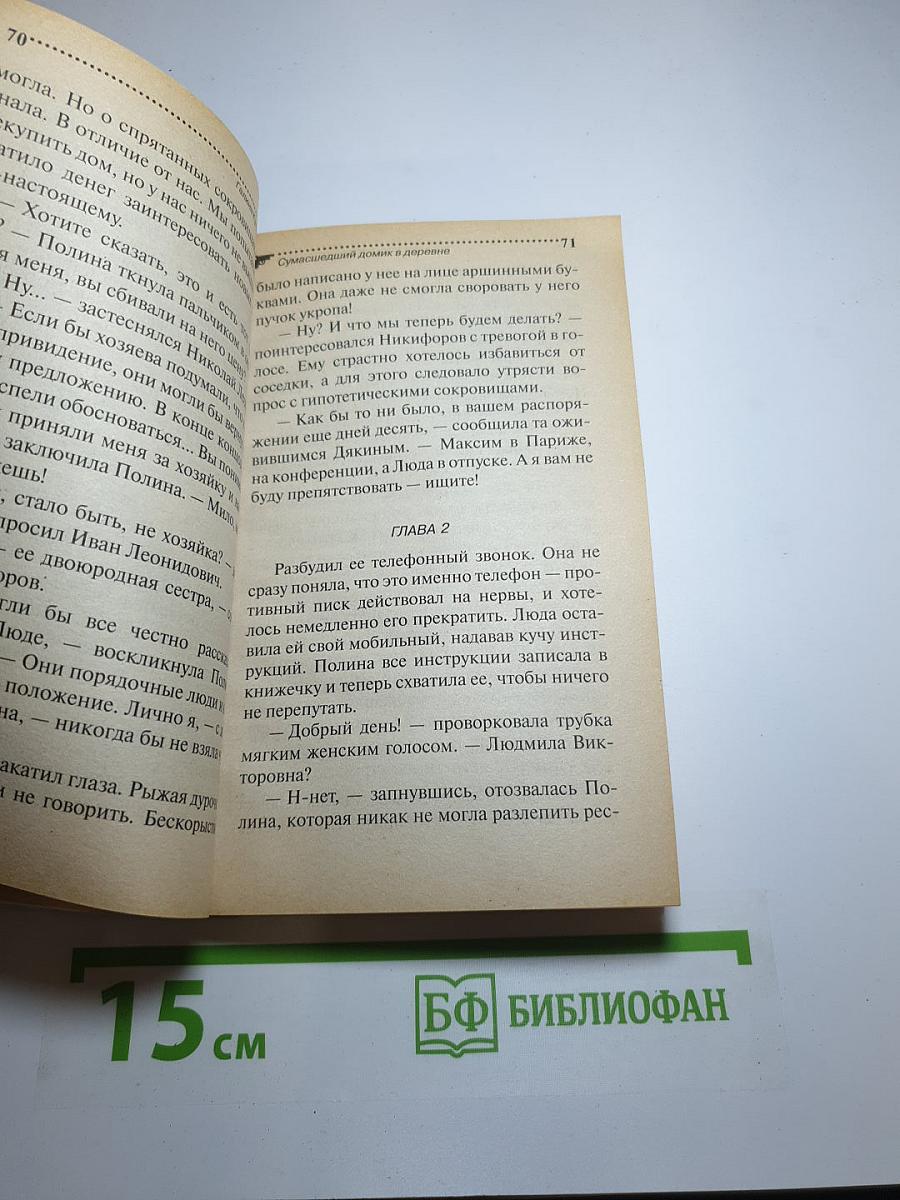 70
могла. Но о спрятанных
нала. В отличие от нас. Мы
купить дом, но у нас ничего не
атило денег заинтересовать
-настоящему.
— Хотите сказать, это и есть
? — Полина ткнула пальчиком в
я меня, вы сбивали на него цену?
Ну... — застеснялся Николай
Если бы хозяева подумали, что
привидение, они могли бы
предложению. В конце концов
спели обосноваться... Вы
приняли меня за хозяйку и
заключила Полина. — Мило,
ешь!
, стало быть, не хозяйка? —
просил Иван Леонидович.
— ее двоюродная сестра, —
оров.
гли бы все честно
Люде, — воскликнула
— Они порядочные люди и
положение. Лично я, —
на, — никогда бы не взяла
акатил глаза. Рыжая
и не говорить.
71
Сумасшедший домик в деревне
было написано у нее на лице аршинными бу-
квами. Она даже не смогла своровать у него
пучок укропа!
— Ну? И что мы теперь будем делать? —
поинтересовался Никифоров с тревогой в го-
лосе. Ему страстно хотелось избавиться от
соседки, а для этого следовало утрясти во-
прос с гипотетическими сокровищами.
— Как бы то ни было, в вашем распоря-
жении еще дней десять, — сообщила та ожи-
вившимся Дякиным. — Максим в Париже,
на конференции, а Люда в отпуске. А я вам не
буду препятствовать — ищите!
ГЛАВА 2
Разбудил ее телефонный звонок. Она не
сразу поняла, что это именно телефон — про-
тивный писк действовал на нервы, и хоте-
лось немедленно его прекратить. Люда оста-
вила ей свой мобильный, надавав кучу инст-
рукций. Полина все инструкции записала в
книжечку и теперь схватила ее, чтобы ничего
не перепутать.
— Добрый день! — проворковала трубка
мягким женским голосом. — Людмила Вик-
торовна?
— Н-нет, — запнувшись, отозвалась По-
лина, которая никак не могла разлепить рес-
15 см
БФ БИБЛИОФАН